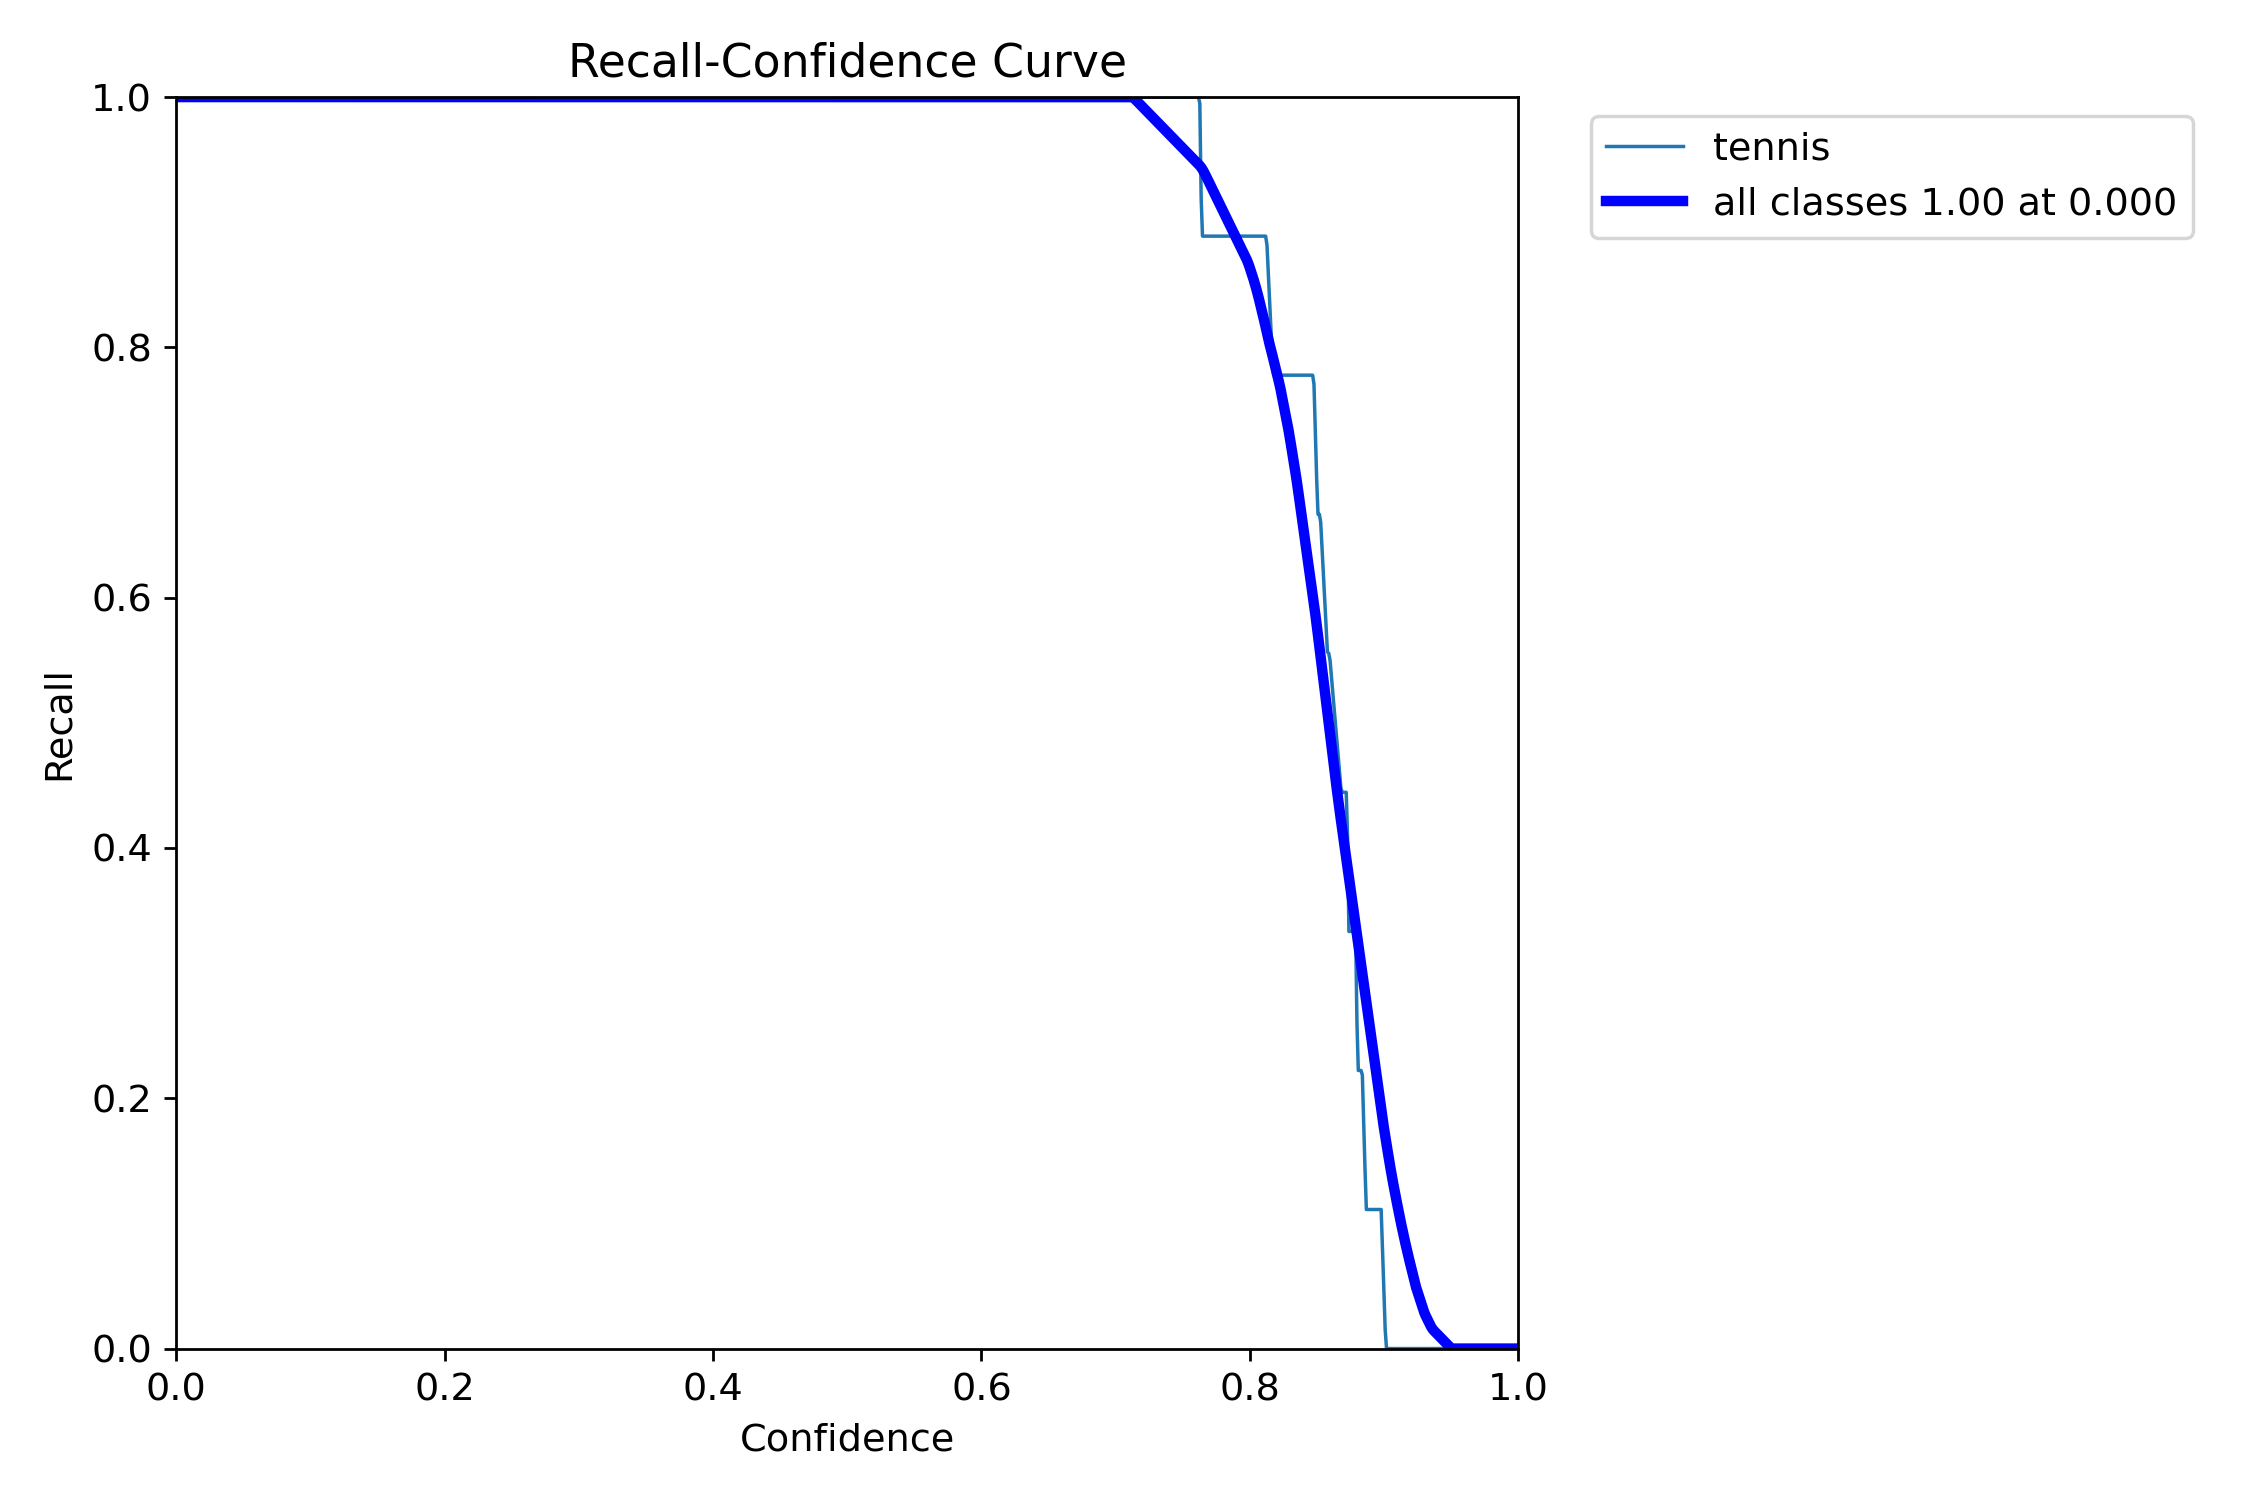 Recall-Confidence Curve
1.0
0.8
0.6
0.4
0.2
0.0
Recall
0.0 0.2 0.4 0.6 0.8 1.0
Confidence
tennis
all classes 1.00 at 0.000